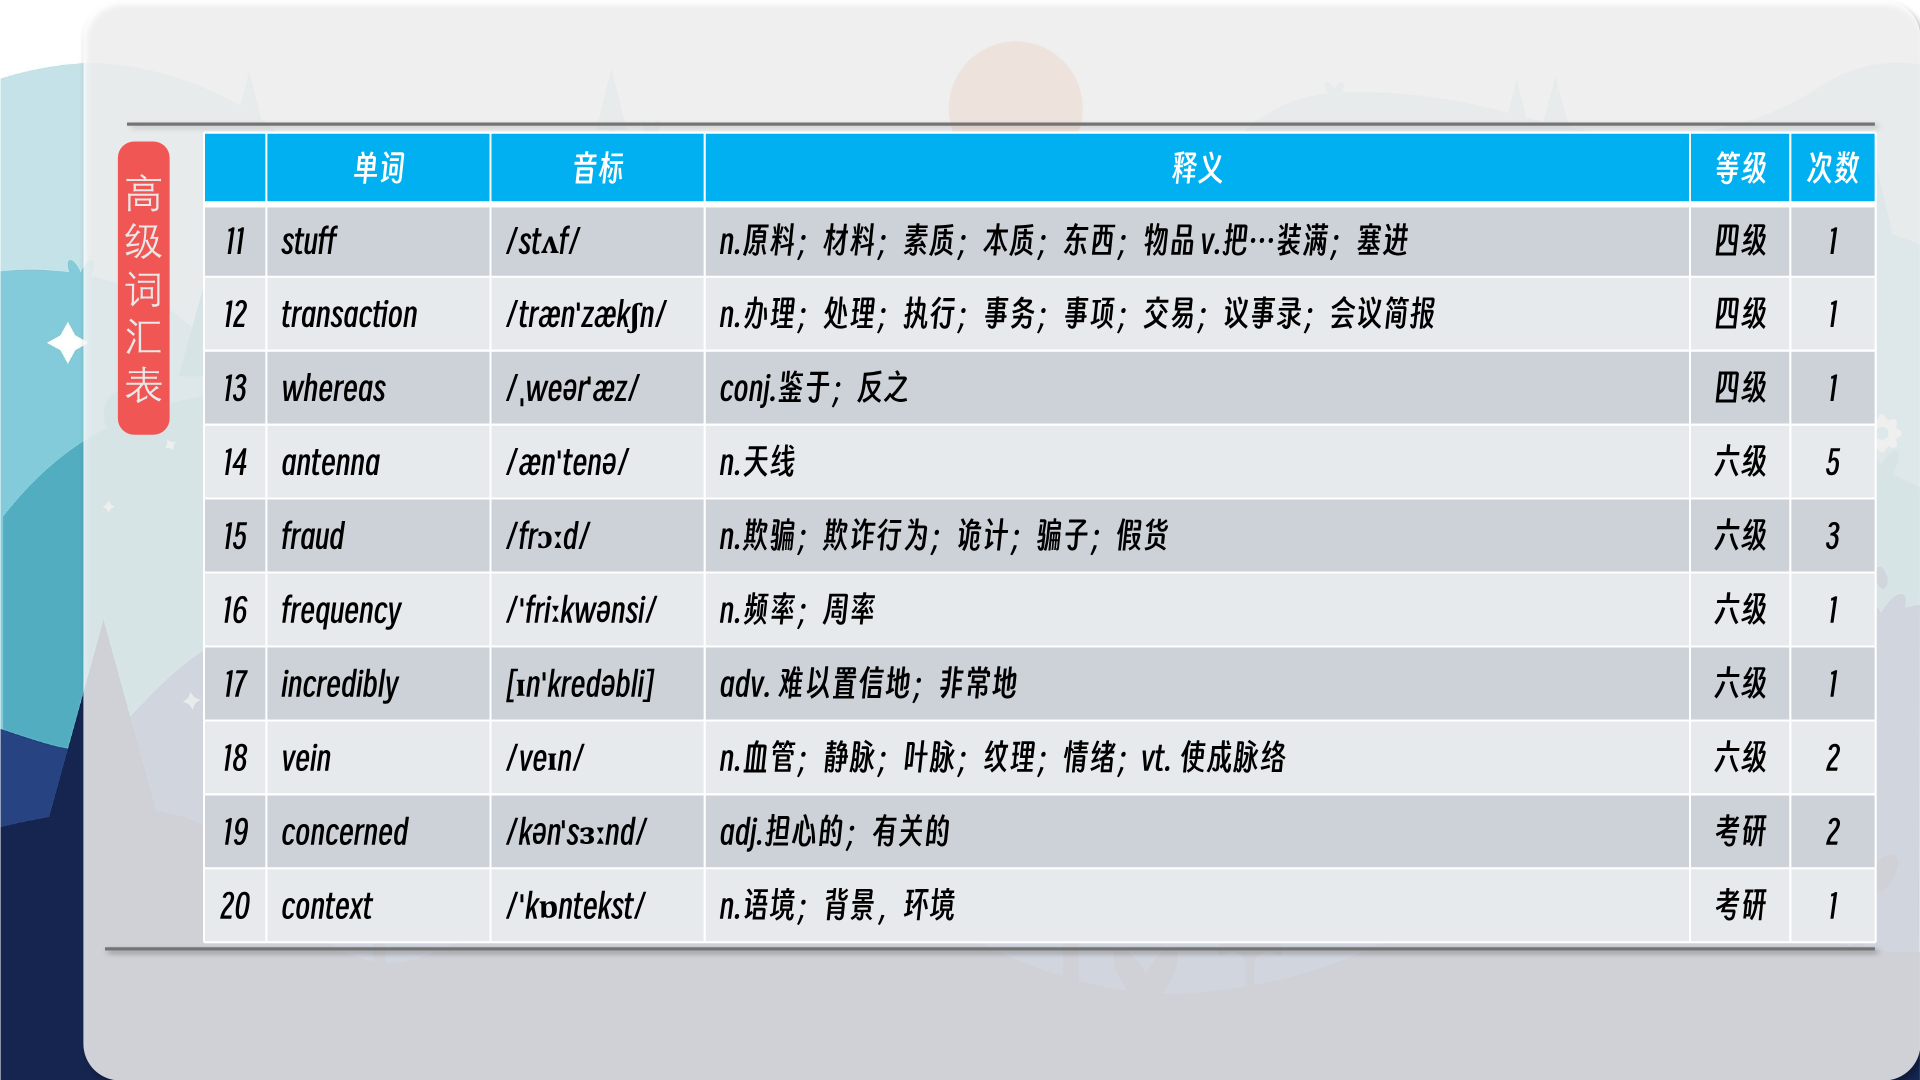 高级词汇表
单词 音标 释义 等级 次数
11 stuff /stʌf/ n.原料；材料；素质；本质；东西；物品 v.把…装满；塞进 四级 1
12 transaction /træn'zækʃn/ n.办理；处理；执行；事务；事项；交易；议事录；会议简报 四级 1
13 whereas /ˌweər'æz/ conj.鉴于；反之 四级 1
14 antenna /æn'tenə/ n.天线 六级 5
15 fraud /frɔːd/ n.欺骗；欺诈行为；诡计；骗子；假货 六级 3
16 frequency /'friːkwənsi/ n.频率；周率 六级 1
17 incredibly [ɪn'kredəbli] adv. 难以置信地；非常地 六级 1
18 vein /veɪn/ n.血管；静脉；叶脉；纹理；情绪；vt. 使成脉络 六级 2
19 concerned /kən'sɜːnd/ adj.担心的；有关的 考研 2
20 context /'kɒntekst/ n.语境；背景，环境 考研 1